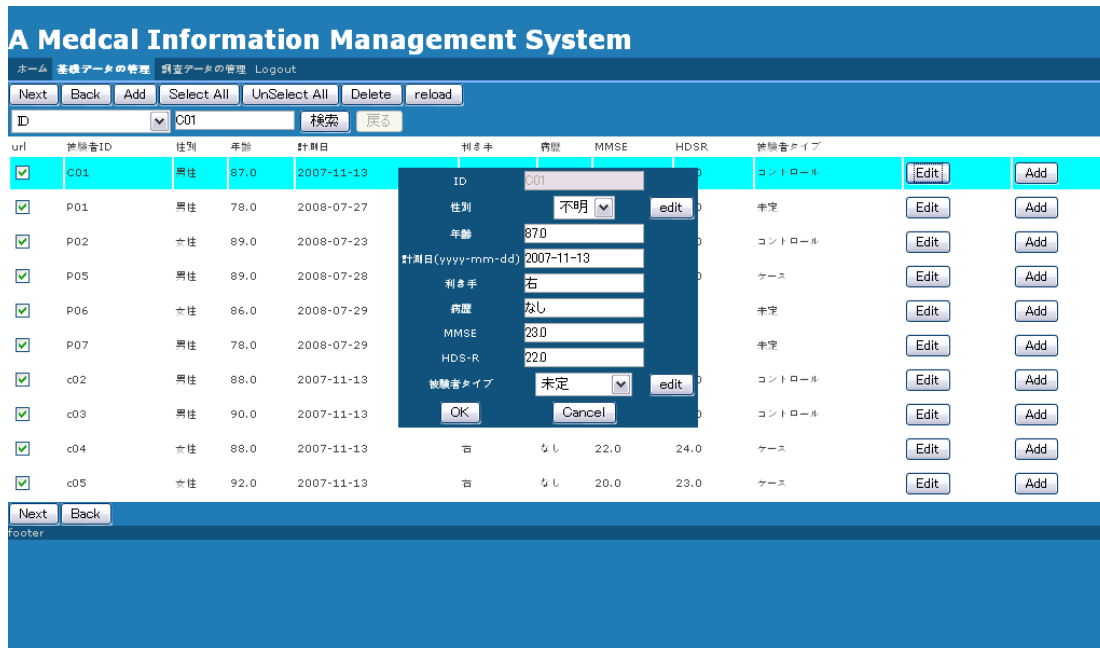 A Medcal Information Management System
ホーム 基礎データの管理 調査データの管理 Logout
Next Back Add Select All UnSelect All Delete reload
ID C01 検索 戻る
url 被験者ID 性別 年齢 計測日 利き手 病歴 MMSE HDSR 被験者タイプ
C01 男性 87.0 2007-11-13 コントロール Edit Add
P01 男性 78.0 2008-07-27 未定 Edit Add
P02 女性 89.0 2008-07-23 コントロール Edit Add
P05 男性 89.0 2008-07-28 ケース Edit Add
P06 女性 86.0 2008-07-29 未定 Edit Add
P07 男性 78.0 2008-07-29 未定 Edit Add
c02 男性 88.0 2007-11-13 コントロール Edit Add
c03 男性 90.0 2007-11-13 コントロール Edit Add
c04 女性 88.0 2007-11-13 右 なし 22.0 24.0 ケース Edit Add
c05 女性 92.0 2007-11-13 右 なし 20.0 23.0 ケース Edit Add
ID C01
性別 不明 edit
年齢 87.0
計測日(yyyy-mm-dd) 2007-11-13
利き手 右
病歴 なし
MMSE 23.0
HDS-R 22.0
被験者タイプ 未定 edit
OK Cancel
Next Back
footer